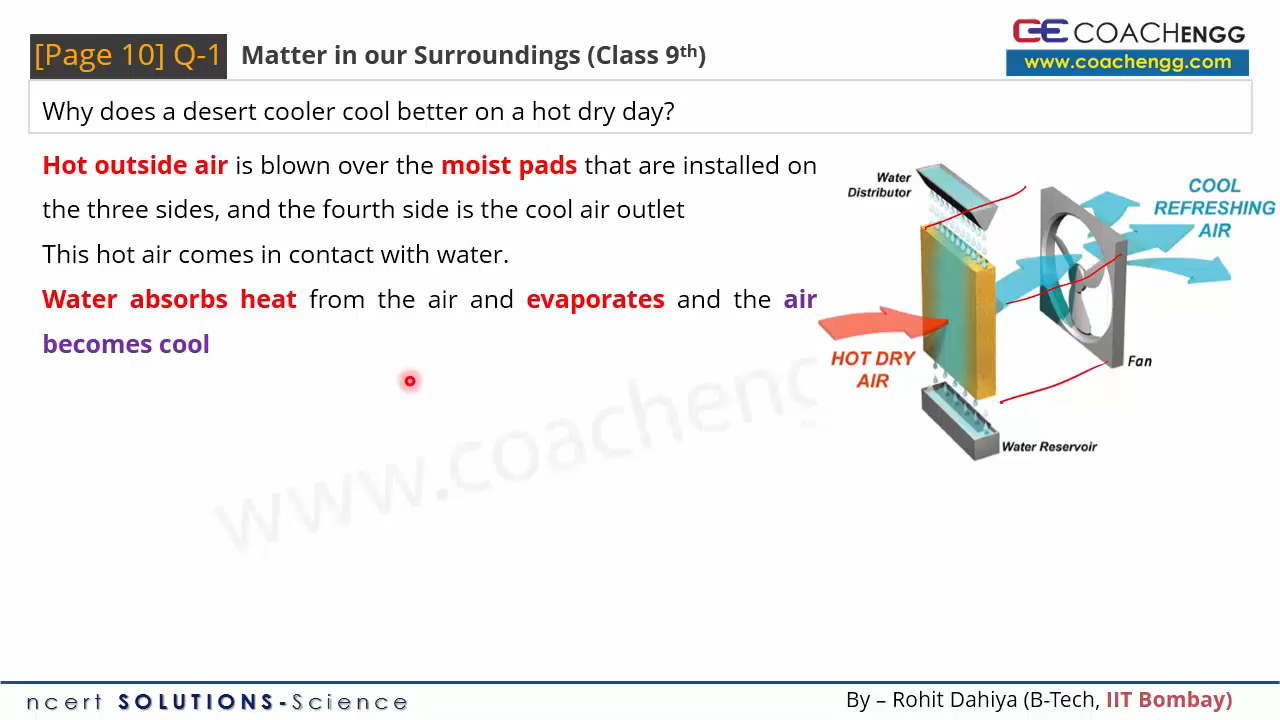 [Page 10] Q-1 Matter in our Surroundings (Class 9th)
CE COACHENGG
www.coachengg.com
Why does a desert cooler cool better on a hot dry day?
Hot outside air is blown over the moist pads that are installed on
the three sides, and the fourth side is the cool air outlet
This hot air comes in contact with water.
Water absorbs heat from the air and evaporates and the air
becomes cool
Water
Distributor
COOL
REFRESHING
AIR
HOT DRY
AIR
Fan
Water Reservoir
www.coacheng
ncert SOLUTIONS-Science
By – Rohit Dahiya (B-Tech, IIT Bombay)